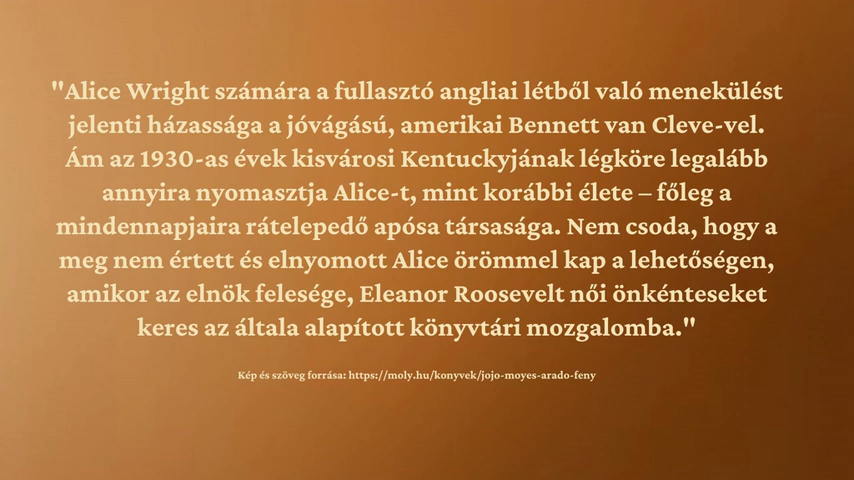 "Alice Wright számára a fullasztó angliai létből való menekülést
jelenti házassága a jóvágású, amerikai Bennett van Cleve-vel.
Ám az 1930-as évek kisvárosi Kentuckyjának légköre legalább
annyira nyomasztja Alice-t, mint korábbi élete – főleg a
mindennapjaira rátelepedő apósa társasága. Nem csoda, hogy a
meg nem értett és elnyomott Alice örömmel kap a lehetőségen,
amikor az elnök felesége, Eleanor Roosevelt női önkénteseket
keres az általa alapított könyvtári mozgalomba."
Kép és szöveg forrása: https://moly.hu/konyvek/jojo-moyes-arado-feny